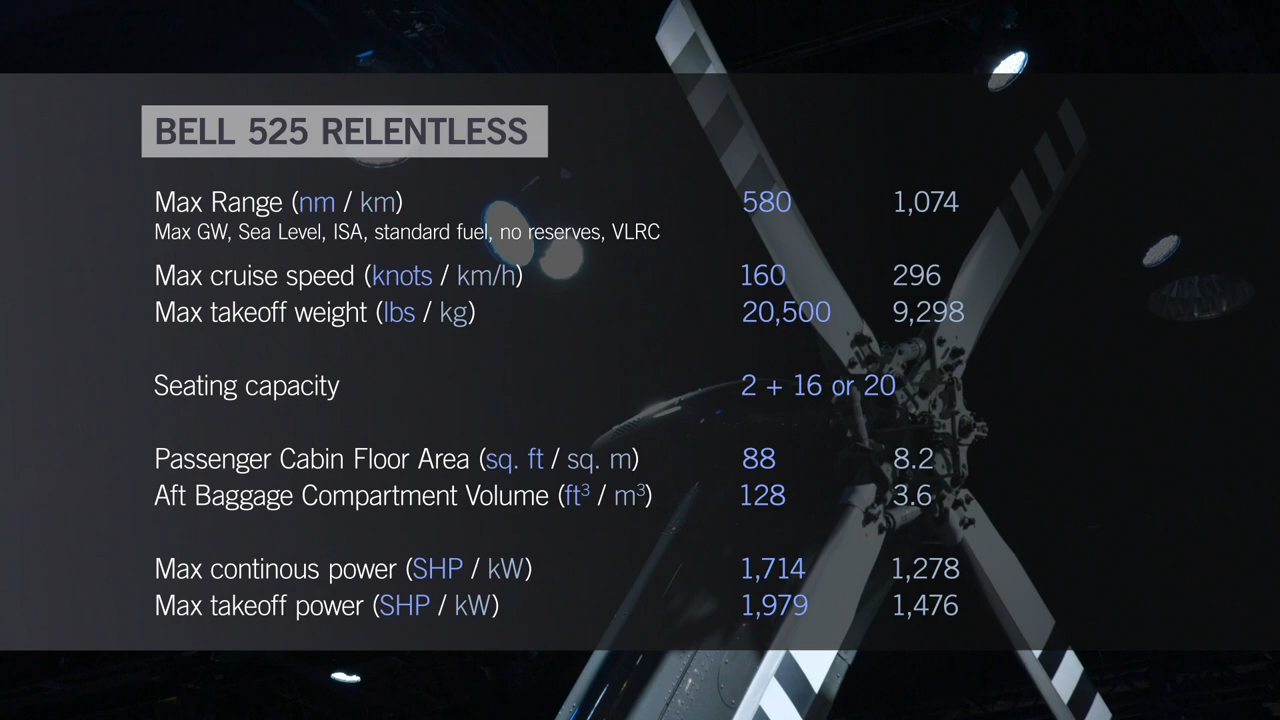 BELL 525 RELENTLESS
Max Range (nm / km) 580 1,074
Max GW, Sea Level, ISA, standard fuel, no reserves, VLRC
Max cruise speed (knots / km/h) 160 296
Max takeoff weight (lbs / kg) 20,500 9,298
Seating capacity 2 + 16 or 20
Passenger Cabin Floor Area (sq. ft / sq. m) 88 8.2
Aft Baggage Compartment Volume (ft³ / m³) 128 3.6
Max continous power (SHP / kW) 1,714 1,278
Max takeoff power (SHP / kW) 1,979 1,476